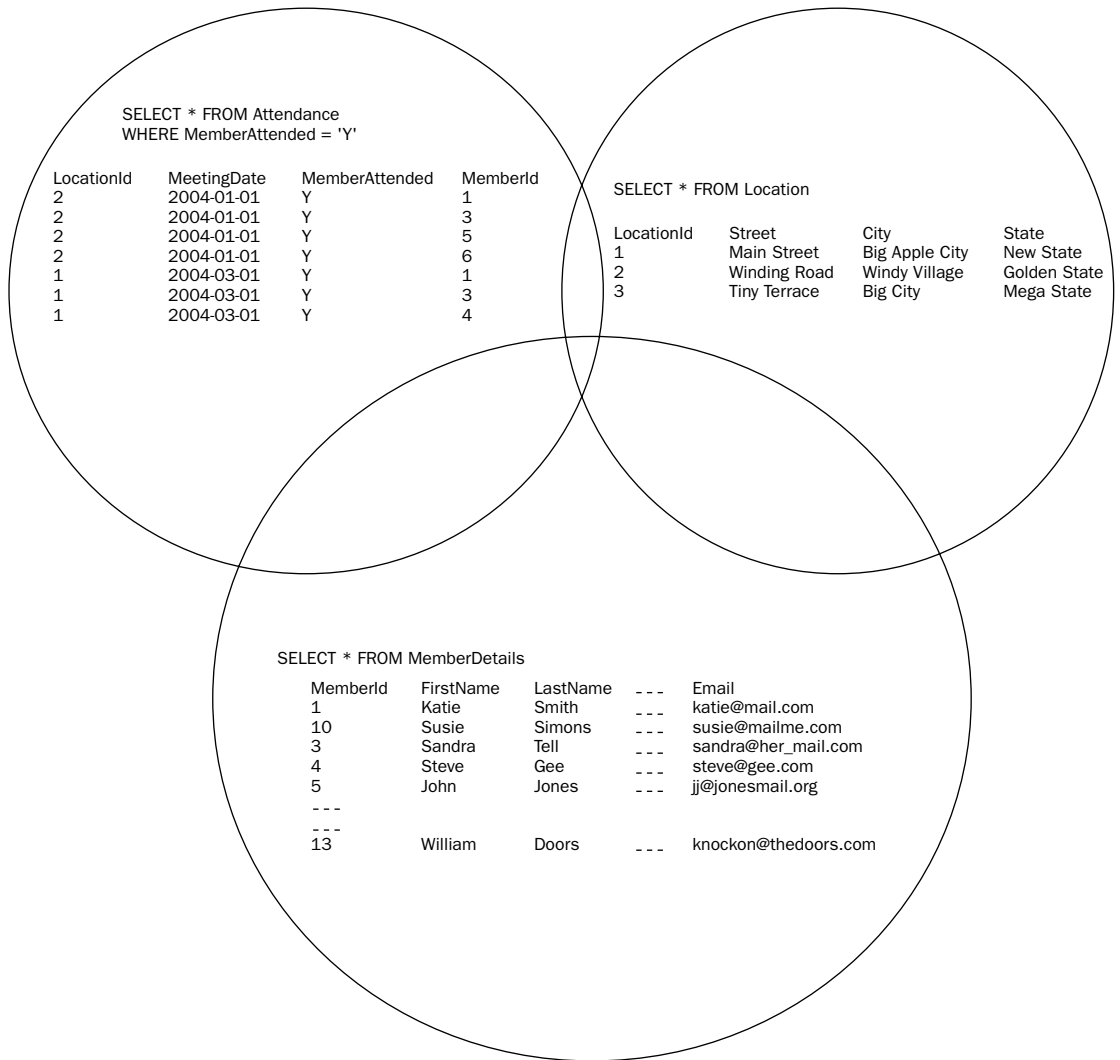 SELECT * FROM Attendance
WHERE MemberAttended = 'Y'
LocationId MeetingDate MemberAttended MemberId
2 2004-01-01 Y 1
2 2004-01-01 Y 3
2 2004-01-01 Y 5
2 2004-01-01 Y 6
1 2004-03-01 Y 1
1 2004-03-01 Y 3
1 2004-03-01 Y 4
SELECT * FROM Location
LocationId Street City State
1 Main Street Big Apple City New State
2 Winding Road Windy Village Golden State
3 Tiny Terrace Big City Mega State
SELECT * FROM MemberDetails
MemberId FirstName LastName --- Email
1 Katie Smith --- katie@mail.com
10 Susie Simons --- susie@mailme.com
3 Sandra Tell --- sandra@her_mail.com
4 Steve Gee --- steve@gee.com
5 John Jones --- jj@jonesmail.org
---
---
13 William Doors --- knockon@thedoors.com